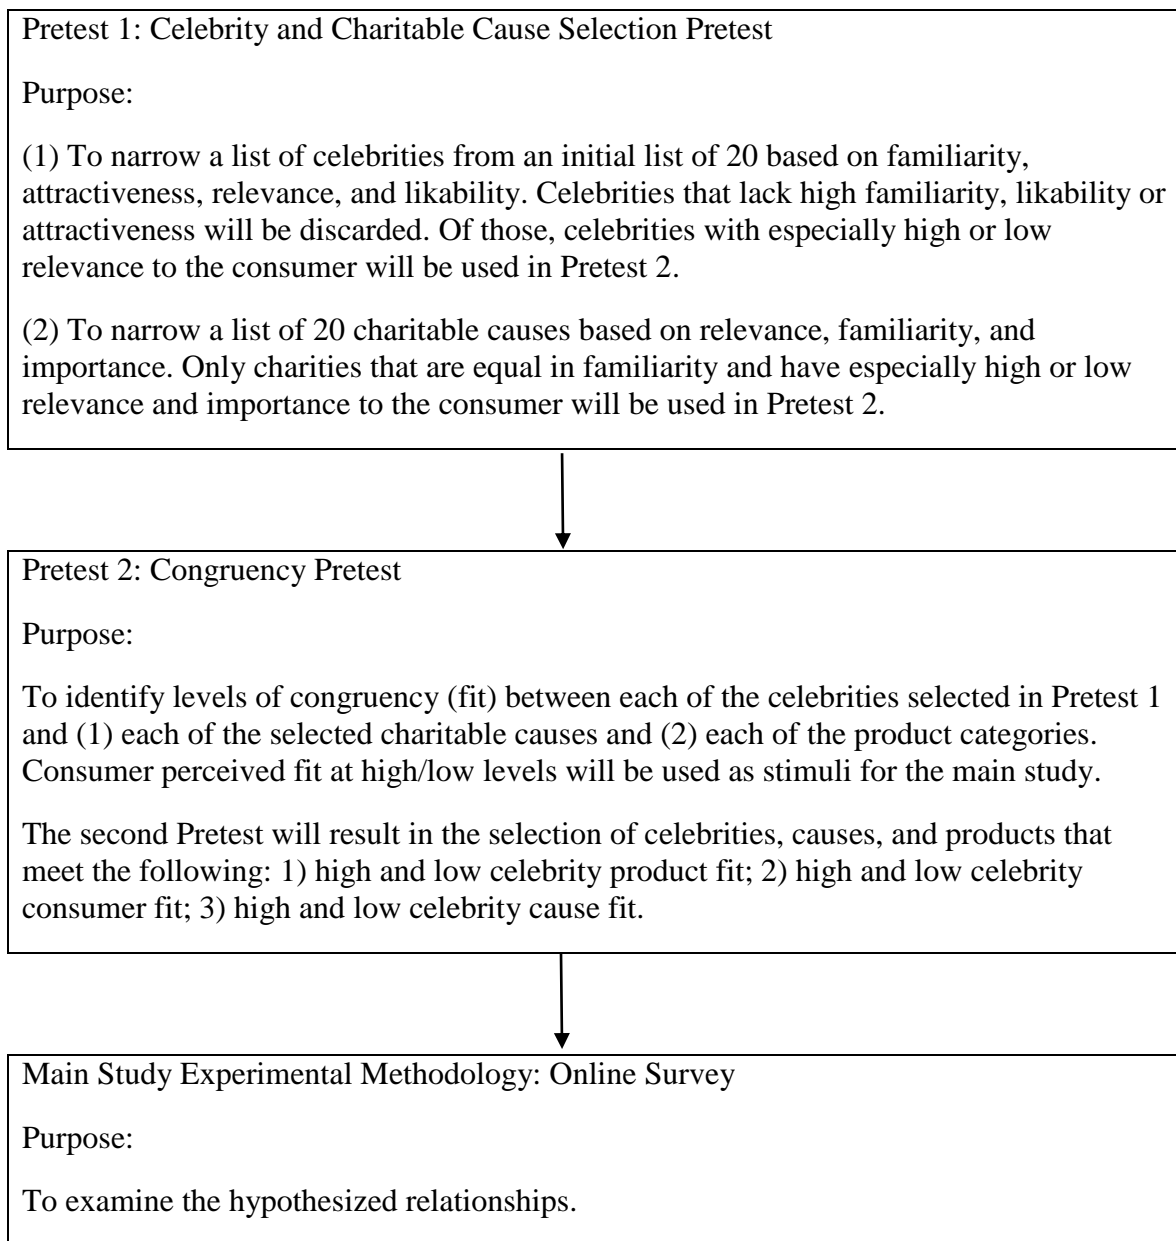 Pretest 1: Celebrity and Charitable Cause Selection Pretest
Purpose:
(1) To narrow a list of celebrities from an initial list of 20 based on familiarity,
attractiveness, relevance, and likability. Celebrities that lack high familiarity, likability or
attractiveness will be discarded. Of those, celebrities with especially high or low
relevance to the consumer will be used in Pretest 2.
(2) To narrow a list of 20 charitable causes based on relevance, familiarity, and
importance. Only charities that are equal in familiarity and have especially high or low
relevance and importance to the consumer will be used in Pretest 2.
Pretest 2: Congruency Pretest
Purpose:
To identify levels of congruency (fit) between each of the celebrities selected in Pretest 1
and (1) each of the selected charitable causes and (2) each of the product categories.
Consumer perceived fit at high/low levels will be used as stimuli for the main study.
The second Pretest will result in the selection of celebrities, causes, and products that
meet the following: 1) high and low celebrity product fit; 2) high and low celebrity
consumer fit; 3) high and low celebrity cause fit.
Main Study Experimental Methodology: Online Survey
Purpose:
To examine the hypothesized relationships.